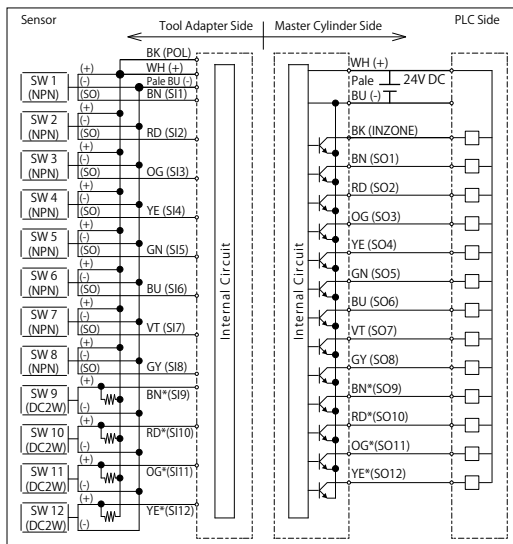 Sensor
Tool Adapter Side
Master Cylinder Side
PLC Side
BK (POL)
WH (+)
Pale BU (-)
BN (SI1)
SW 1
(NPN)
(+)
(-)
(SO)
SW 2
(NPN)
(+)
(-)
(SO)
RD (SI2)
SW 3
(NPN)
(+)
(-)
(SO)
OG (SI3)
SW 4
(NPN)
(+)
(-)
(SO)
YE (SI4)
SW 5
(NPN)
(+)
(-)
(SO)
GN (SI5)
SW 6
(NPN)
(+)
(-)
(SO)
BU (SI6)
SW 7
(NPN)
(+)
(-)
(SO)
VT (SI7)
SW 8
(NPN)
(+)
(-)
(SO)
GY (SI8)
SW 9
(DC2W)
(+)
(-)
BN*(SI9)
SW 10
(DC2W)
(+)
(-)
RD*(SI10)
SW 11
(DC2W)
(+)
(-)
OG*(SI11)
SW 12
(DC2W)
(+)
(-)
YE*(SI12)
Internal Circuit
Internal Circuit
WH (+)
Pale
BU (-)
24V DC
BK (INZONE)
BN (SO1)
RD (SO2)
OG (SO3)
YE (SO4)
GN (SO5)
BU (SO6)
VT (SO7)
GY (SO8)
BN*(SO9)
RD*(SO10)
OG*(SO11)
YE*(SO12)